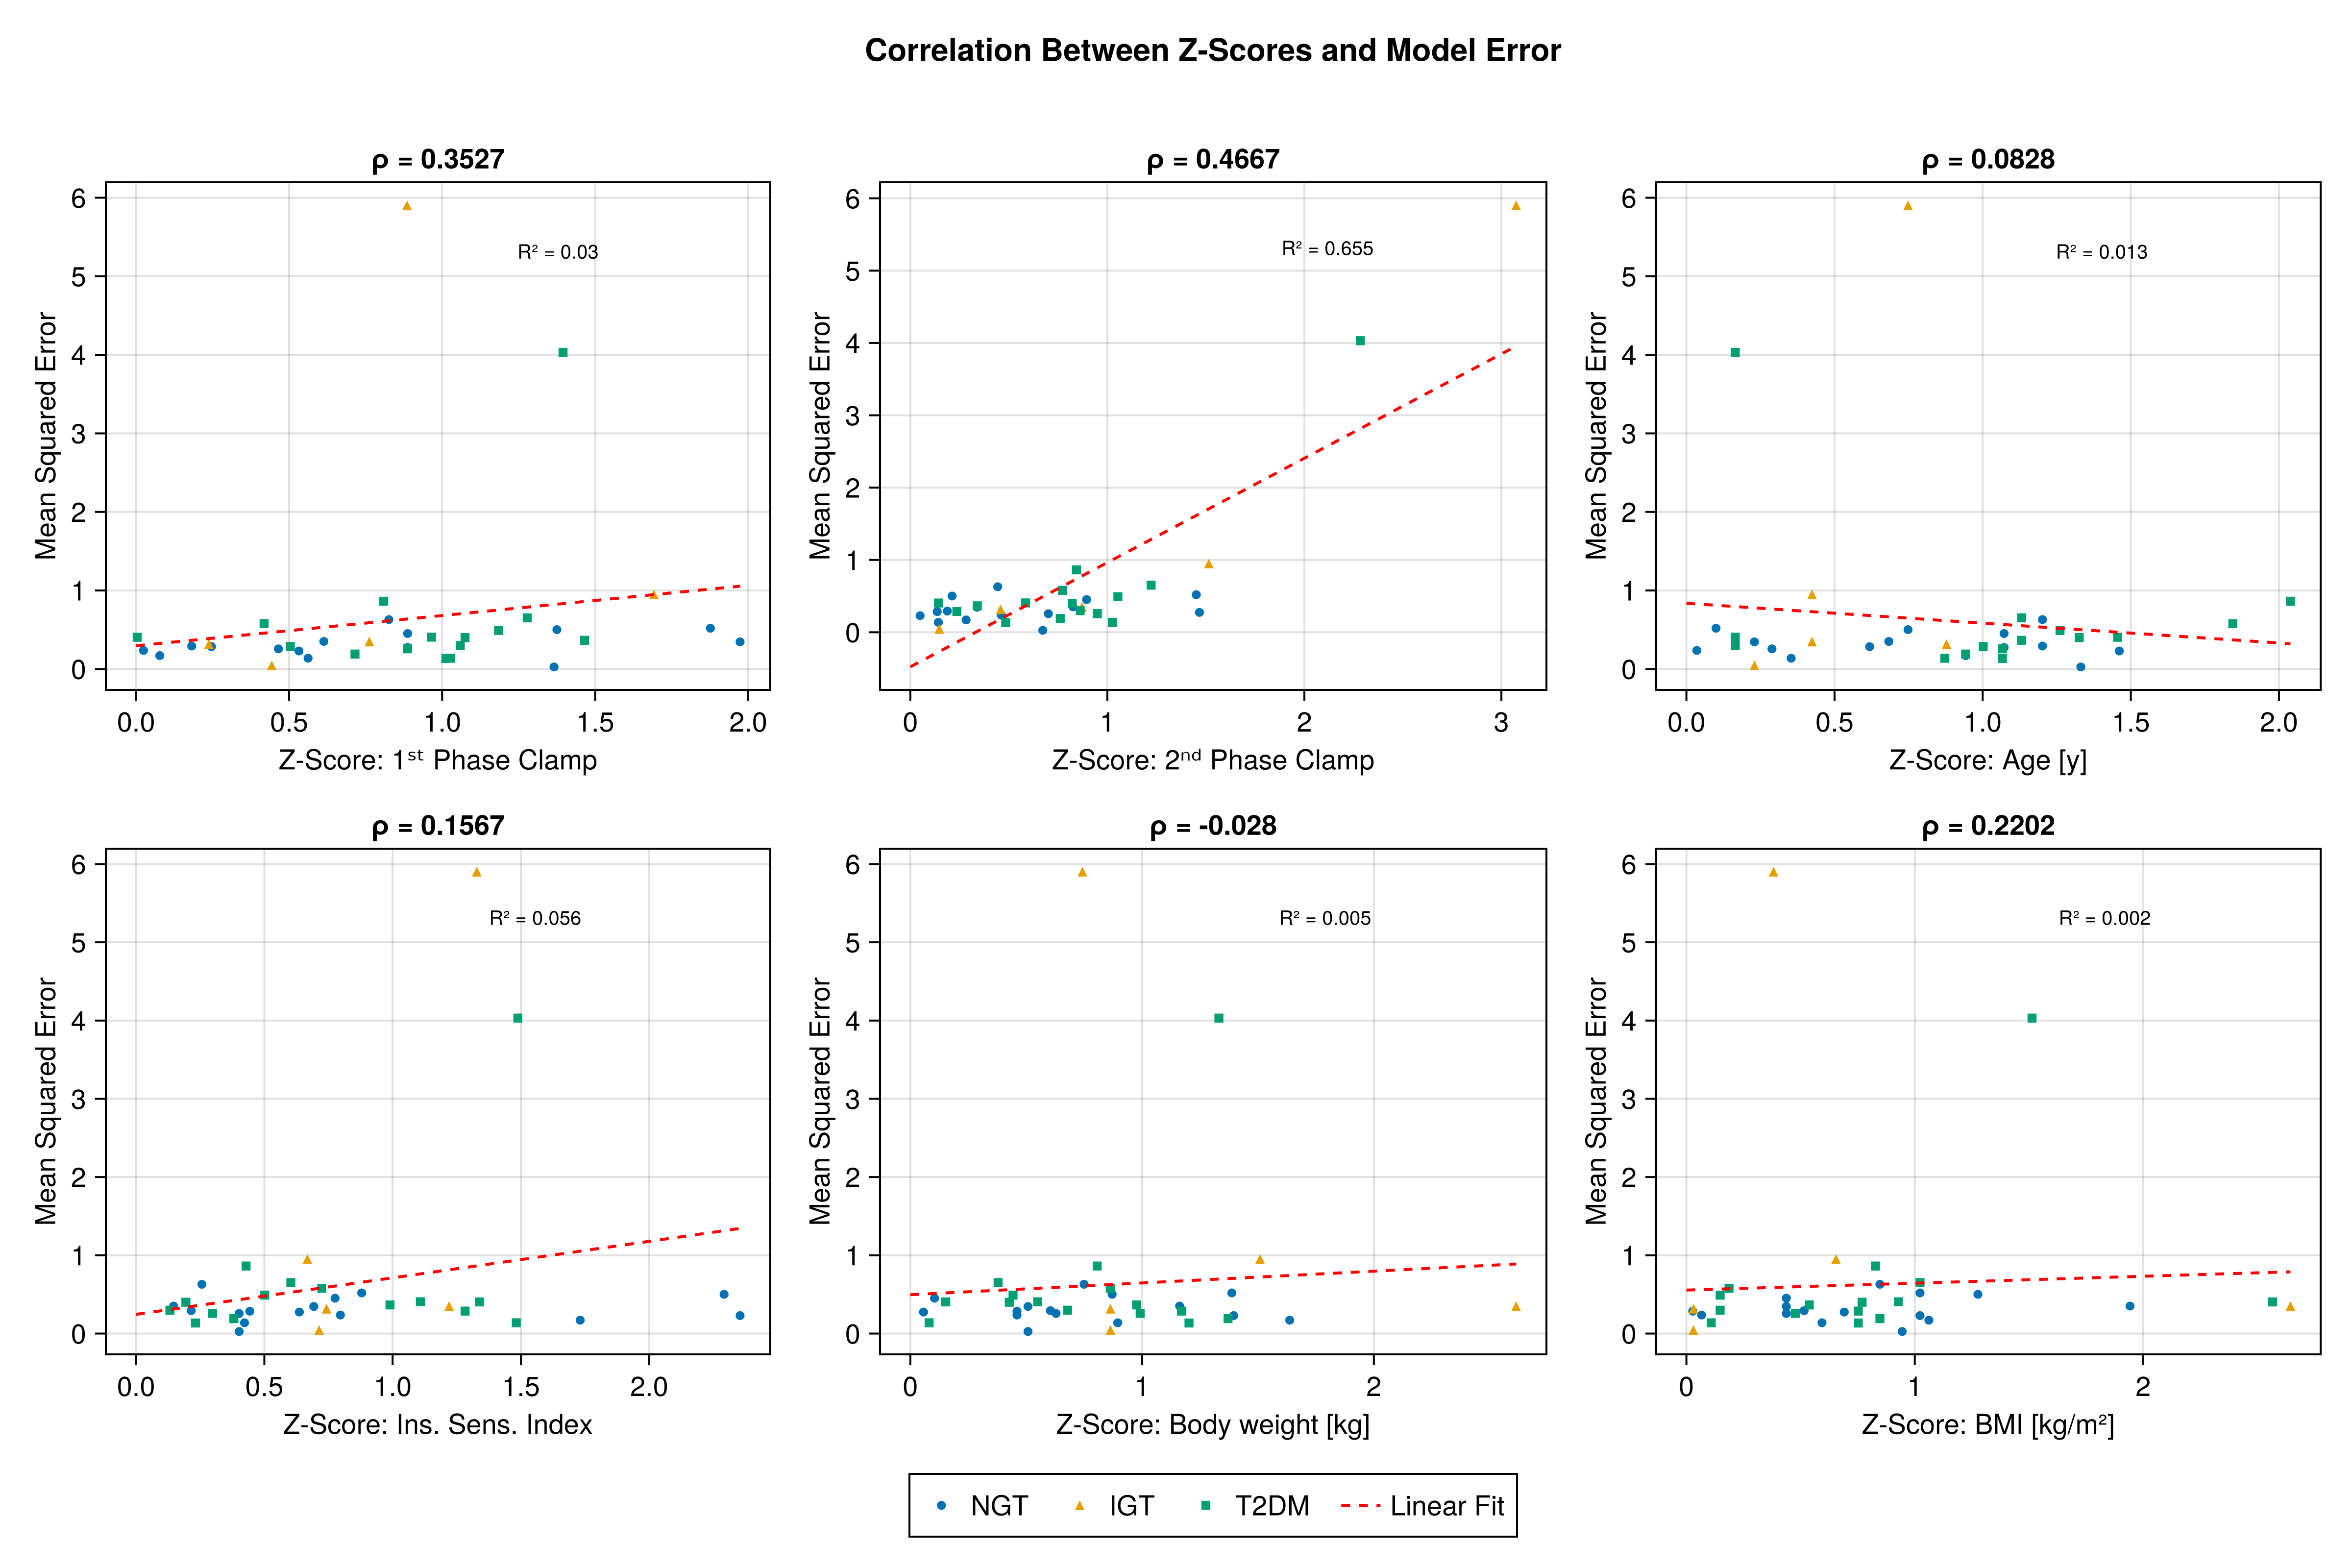 Correlation Between Z-Scores and Model Error
ρ = 0.3527
6
5
4
3
2
1
0
Mean Squared Error
R² = 0.03
0.0 0.5 1.0 1.5 2.0
Z-Score: 1ˢᵗ Phase Clamp
ρ = 0.4667
6
5
4
3
2
1
0
Mean Squared Error
R² = 0.655
0 1 2 3
Z-Score: 2ⁿᵈ Phase Clamp
ρ = 0.0828
6
5
4
3
2
1
0
Mean Squared Error
R² = 0.013
0.0 0.5 1.0 1.5 2.0
Z-Score: Age [y]
ρ = 0.1567
6
5
4
3
2
1
0
Mean Squared Error
R² = 0.056
0.0 0.5 1.0 1.5 2.0
Z-Score: Ins. Sens. Index
ρ = -0.028
6
5
4
3
2
1
0
Mean Squared Error
R² = 0.005
0 1 2
Z-Score: Body weight [kg]
ρ = 0.2202
6
5
4
3
2
1
0
Mean Squared Error
R² = 0.002
0 1 2
Z-Score: BMI [kg/m²]
NGT IGT T2DM Linear Fit